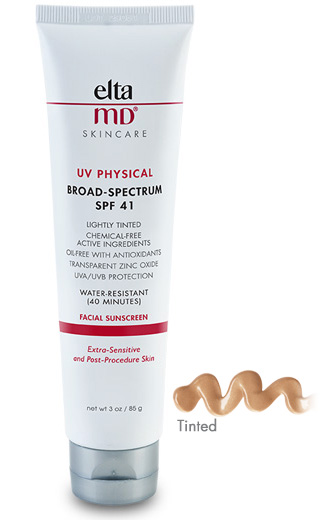 elta
MD®
SKINCARE
UV PHYSICAL
BROAD-SPECTRUM
SPF 41
LIGHTLY TINTED
CHEMICAL-FREE
ACTIVE INGREDIENTS
OIL-FREE WITH ANTIOXIDANTS
TRANSPARENT ZINC OXIDE
UVA/UVB PROTECTION
WATER-RESISTANT
(40 MINUTES)
FACIAL SUNSCREEN
Extra-Sensitive
and Post-Procedure Skin
net wt 3 oz / 85 g
Tinted